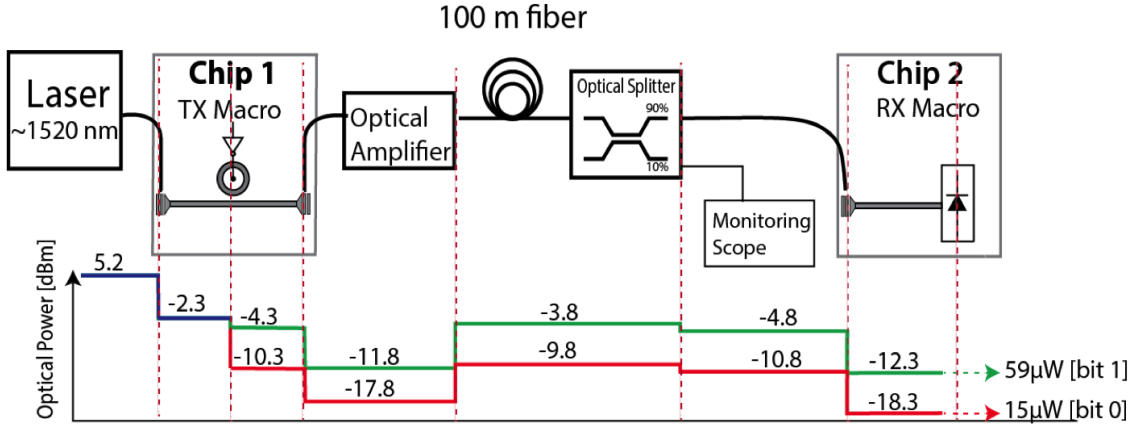 100 m fiber
Laser
~1520 nm
Chip 1
TX Macro
Optical
Amplifier
Optical Splitter
90%
10%
Monitoring
Scope
Chip 2
RX Macro
Optical Power [dBm]
5.2
-2.3
-4.3
-10.3
-11.8
-17.8
-3.8
-9.8
-4.8
-10.8
-12.3
-18.3
59μW [bit 1]
15μW [bit 0]